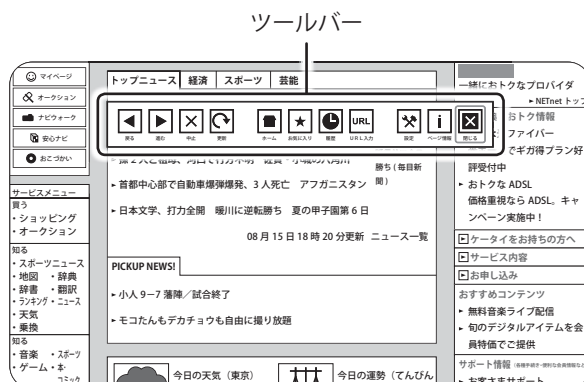 ツールバー
マイページ
オークション
ナビウォーク
安心ナビ
おこづかい
サービスメニュー
買う
・ショッピング
・オークション
知る
・スポーツニュース
・地図 ・辞典
・辞書 ・翻訳
・ランキング・ニュース
・天気
・乗換
知る
・音楽 ・スポーツ
・ゲーム・本・
コミック
トップニュース 経済 スポーツ 芸能
URL
戻る 進む 中止 更新 ホーム お気に入り 履歴 URL入力 設定 ページ情報 閉じる
勝ち(毎日新
聞)
首都中心部で自動車爆弾爆発、3人死亡 アフガニスタン
日本文学、打力全開 暖川に逆転勝ち 夏の甲子園第6日
08月15日18時20分更新 ニュース一覧
PICKUP NEWS!
小人9−7藩陣／試合終了
モコたんもデカチョウも自由に撮り放題
今日の天気(東京)
今日の運勢(てんびん
一緒におトクなプロバイダ
NETnetトップ
おトク情報
ファイバー
でギガ得プラン好
評受付中
おトクなADSL
価格重視ならADSL。キャ
ンペーン実施中！
ケータイをお持ちの方へ
サービス内容
お申し込み
おすすめコンテンツ
無料音楽ライブ配信
旬のデジタルアイテムを会
員特価でご提供
サポート情報
お客さまサポート